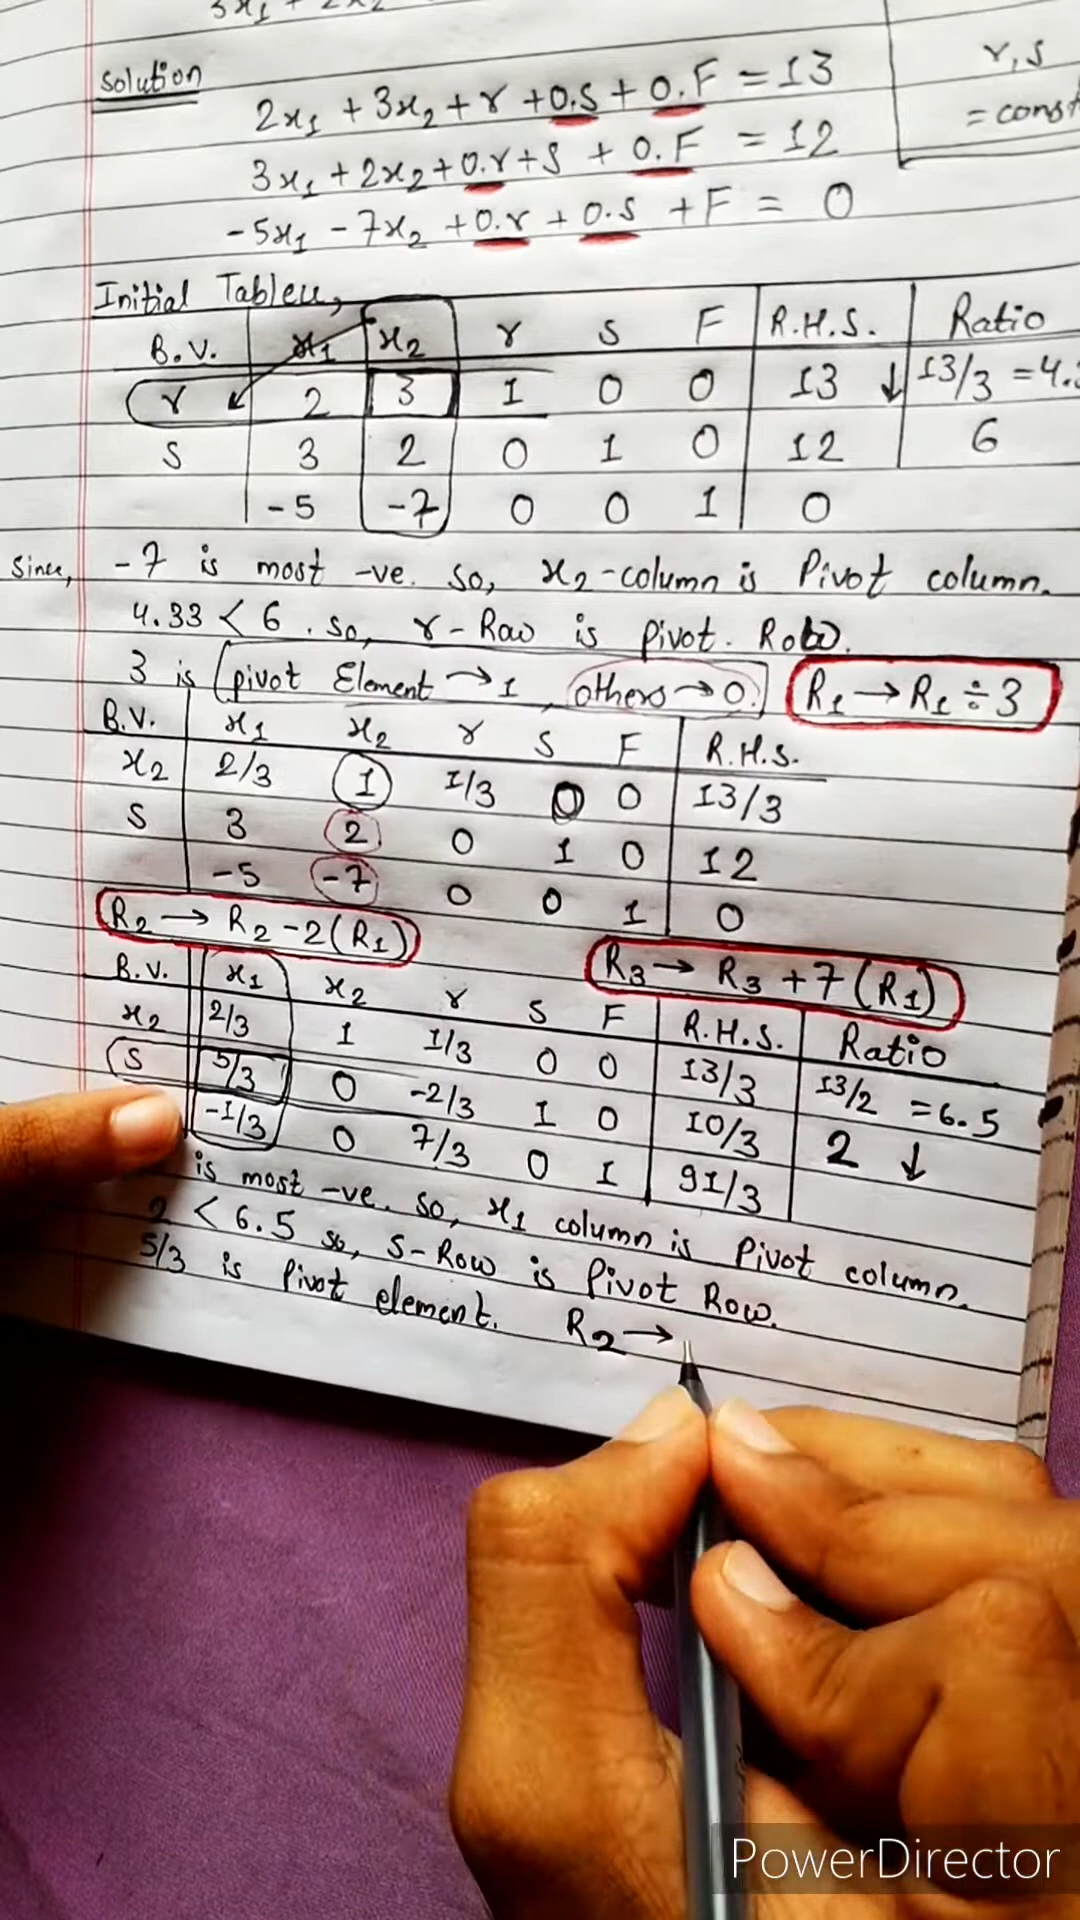 3x₁ + 2x₂
Solution
r, s
= const
2x₁ + 3x₂ + r + 0.s + 0.F = 13
3x₁ + 2x₂ + 0.r + s + 0.F = 12
-5x₁ - 7x₂ + 0.r + 0.s + F = 0
Initial Tableu,
B.V. x₁ x₂ r s F R.H.S. Ratio
r 2 3 1 0 0 13 ↓ 13/3 = 4.3
s 3 2 0 1 0 12 6
-5 -7 0 0 1 0
Since, -7 is most -ve. so, x₂-column is Pivot column.
4.33 < 6 . so, r-Row is pivot. Row.
3 is pivot Element → 1, others → 0. R₁ → R₁ ÷ 3
B.V. x₁ x₂ r s F R.H.S.
x₂ 2/3 1 1/3 0 0 13/3
s 3 2 0 1 0 12
-5 -7 0 0 1 0
R₂ → R₂ - 2(R₁)
R₃ → R₃ + 7(R₁)
B.V. x₁ x₂ r s F R.H.S. Ratio
x₂ 2/3 1 1/3 0 0 13/3 13/2 = 6.5
s 5/3 0 -2/3 1 0 10/3 2 ↓
-1/3 0 7/3 0 1 91/3
is most -ve. so, x₁ column is Pivot column.
2 < 6.5 so, s-Row is Pivot Row.
5/3 is Pivot element. R₂ →
PowerDirector